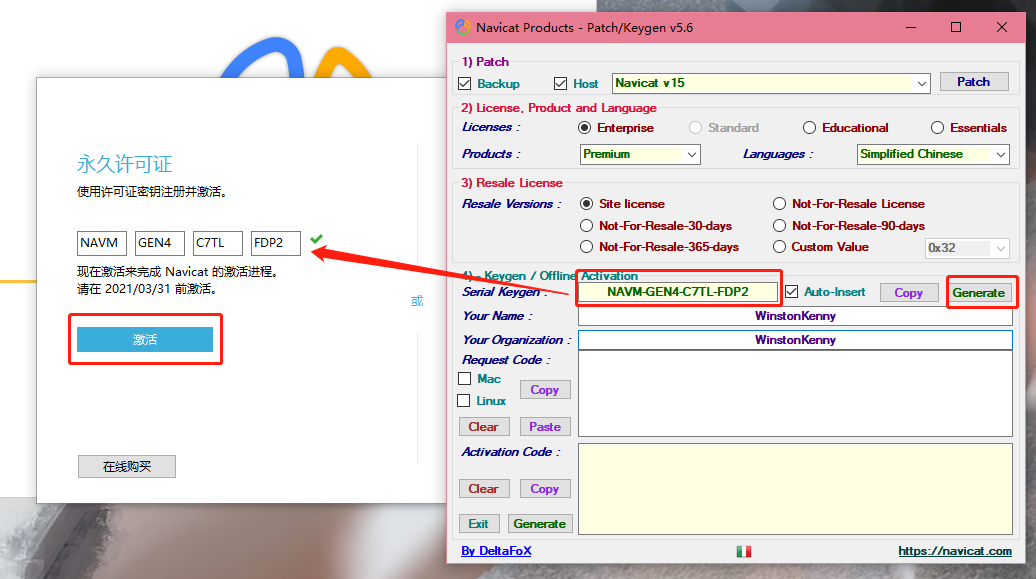 永久许可证
使用许可证密钥注册并激活。
NAVM GEN4 C7TL FDP2
现在激活来完成 Navicat 的激活进程。
请在 2021/03/31 前激活。
或
激活
在线购买
Navicat Products - Patch/Keygen v5.6
1) Patch
Backup Host Navicat v15 Patch
2) License, Product and Language
Licenses : Enterprise Standard Educational Essentials
Products : Premium Languages : Simplified Chinese
3) Resale License
Resale Versions : Site license Not-For-Resale License
Not-For-Resale-30-days Not-For-Resale-90-days
Not-For-Resale-365-days Custom Value 0x32
4) - Keygen / Offline Activation
Serial Keygen : NAVM-GEN4-C7TL-FDP2 Auto-Insert Copy Generate
Your Name : WinstonKenny
Your Organization : WinstonKenny
Request Code :
Mac
Linux
Copy
Clear Paste
Activation Code :
Clear Copy
Exit Generate
By DeltaFoX https://navicat.com